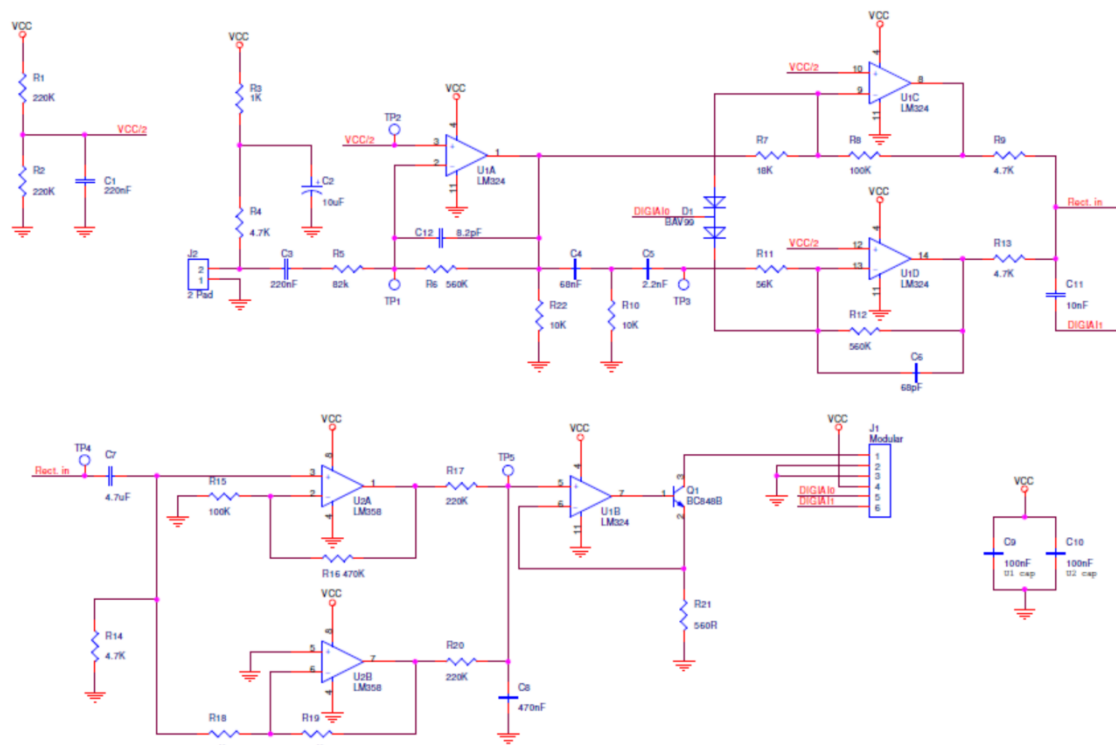 VCC
R1
220K
VCC/2
R2
220K
C1
220nF
VCC
R3
1K
C2
10uF
R4
4.7K
J2
2
1
2 Pad
C3
220nF
R5
82k
TP1
TP2
VCC/2
VCC
3
2
4
11
1
U1A
LM324
C12
8.2pF
R6
560K
R22
10K
C4
68nF
R10
10K
C5
2.2nF
TP3
DIGIAI0
D1
BAV99
VCC
VCC/2
10
9
4
11
8
U1C
LM324
R7
18K
R8
100K
R9
4.7K
VCC
VCC/2
12
13
4
11
14
U1D
LM324
R11
56K
R12
560K
C6
68pF
R13
4.7K
Rect. in
C11
10nF
DIGIAI1
Rect. in
TP4
C7
4.7uF
R15
100K
VCC
3
2
8
4
1
U2A
LM358
R16 470K
R17
220K
TP5
R14
4.7K
VCC
5
6
8
4
7
U2B
LM358
R18
R19
R20
220K
C8
470nF
VCC
5
6
4
11
7
U1B
LM324
1
3
2
Q1
BC848B
R21
560R
VCC
J1
Modular
1
2
3
4
5
6
DIGIAI0
DIGIAI1
VCC
C9
100nF
U1 cap
C10
100nF
U2 cap